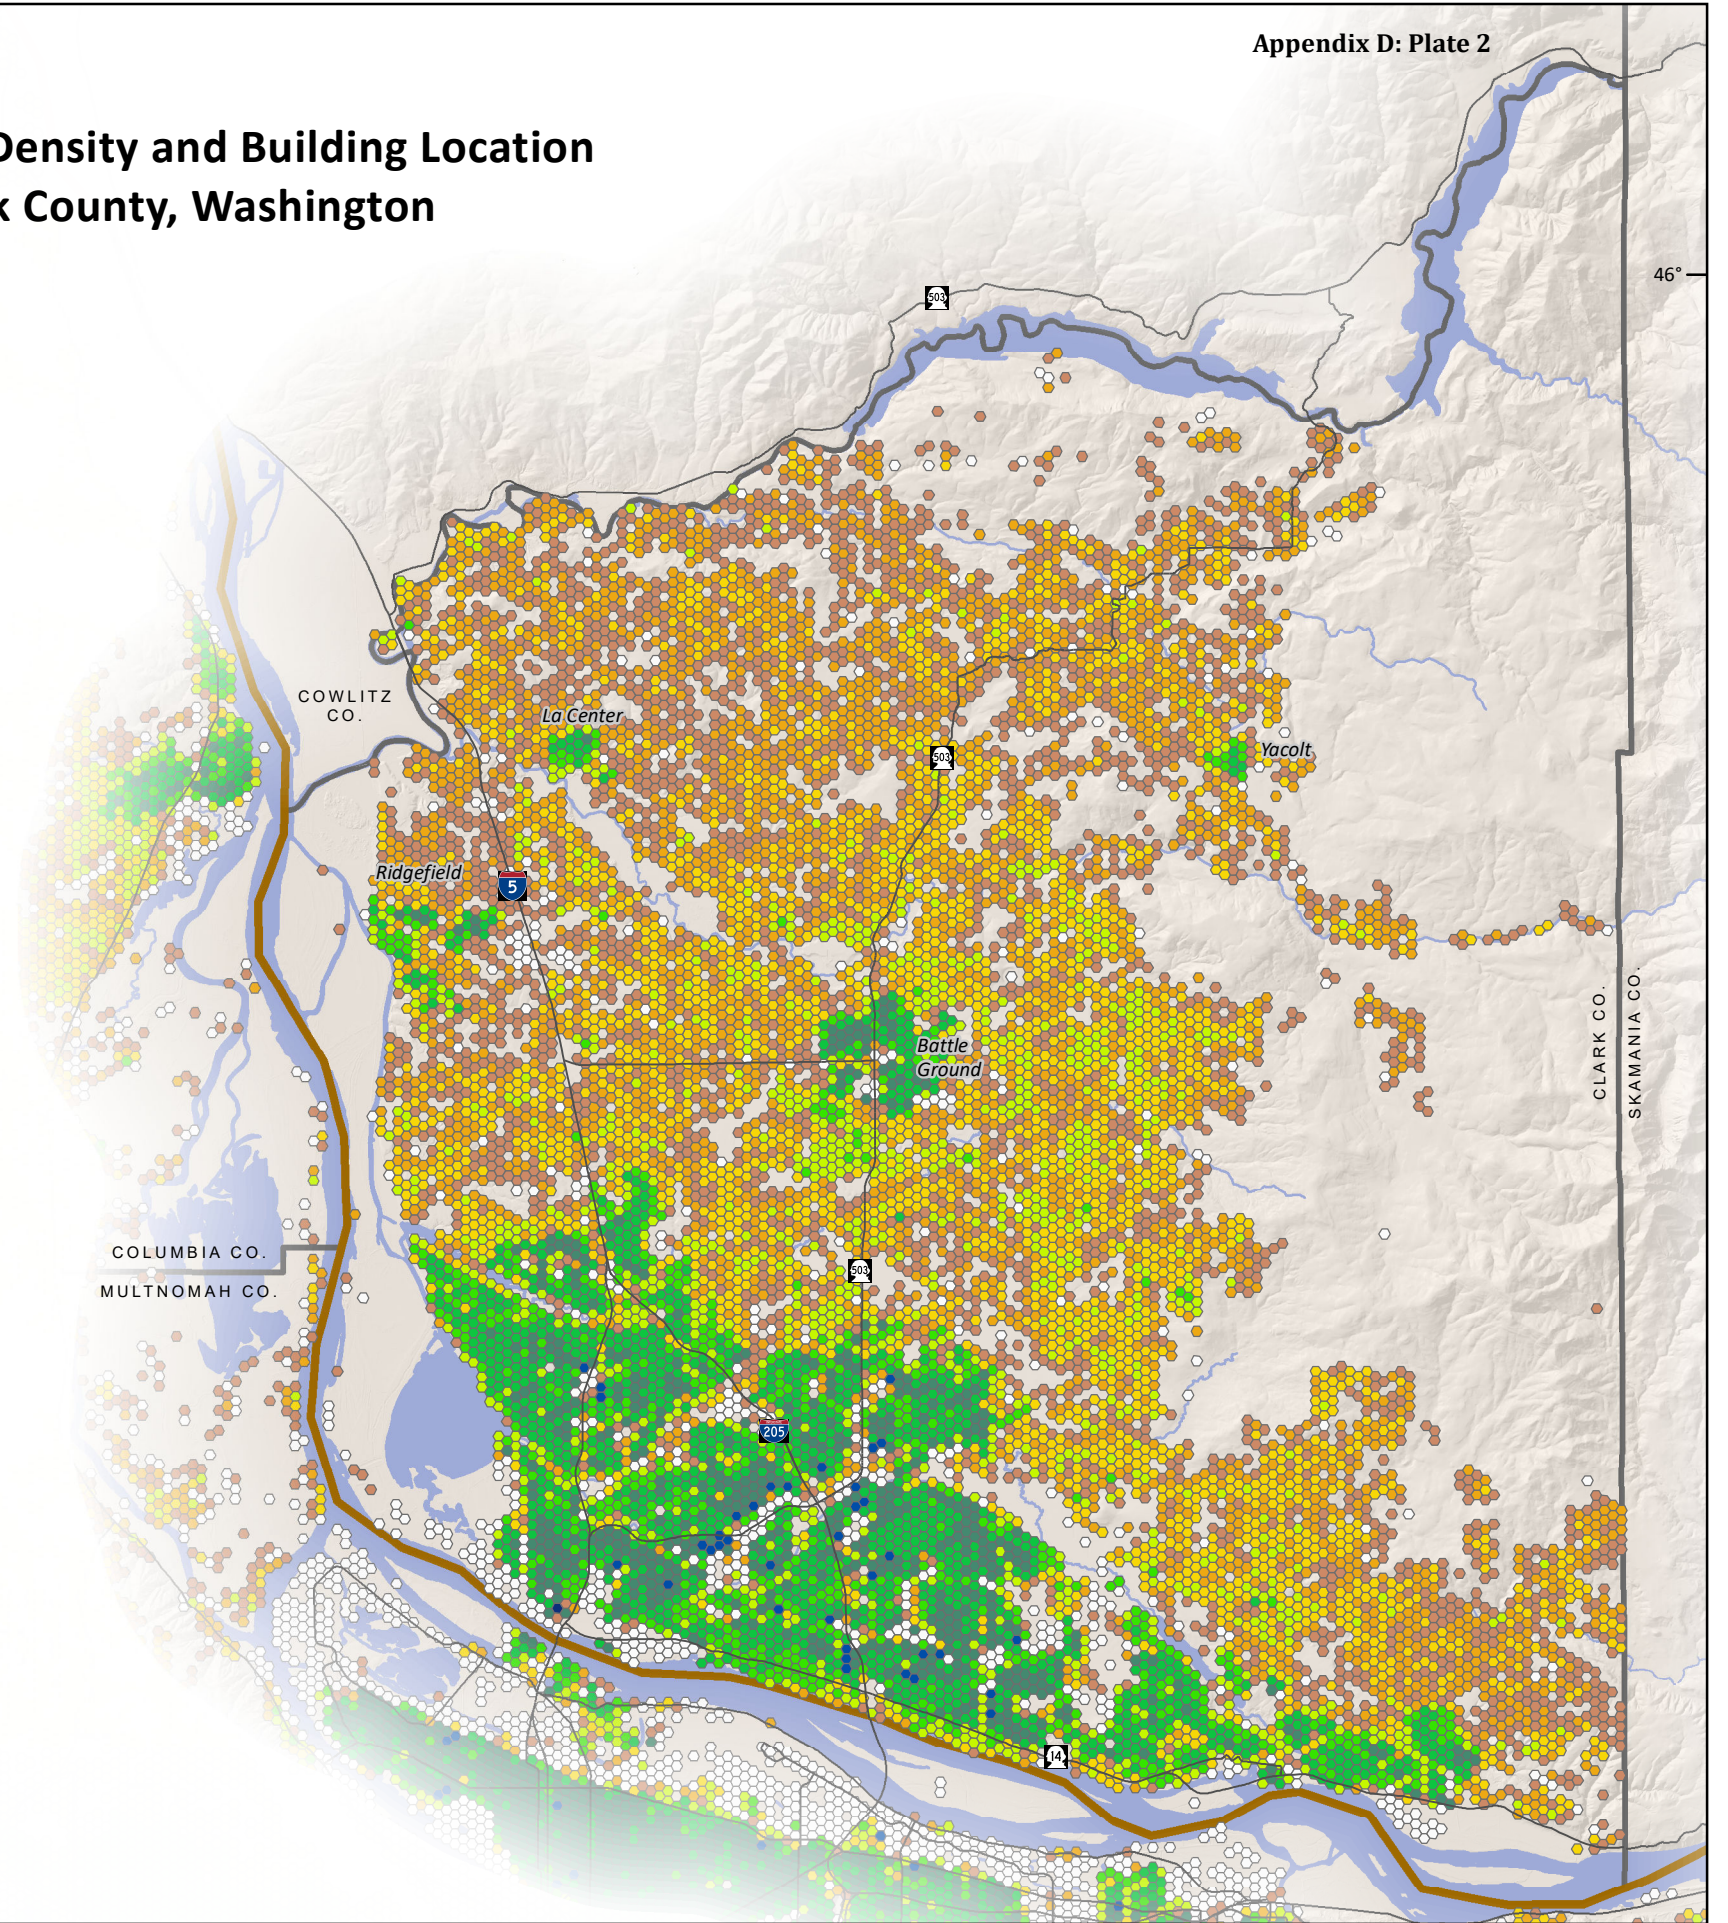 Appendix D: Plate 2
Density and Building Location
k County, Washington
46°
503
COWLITZ
CO.
La Center
503
Yacolt
Ridgefield
5
Battle
Ground
CLARK CO.
SKAMANIA CO.
COLUMBIA CO.
MULTNOMAH CO.
503
205
14